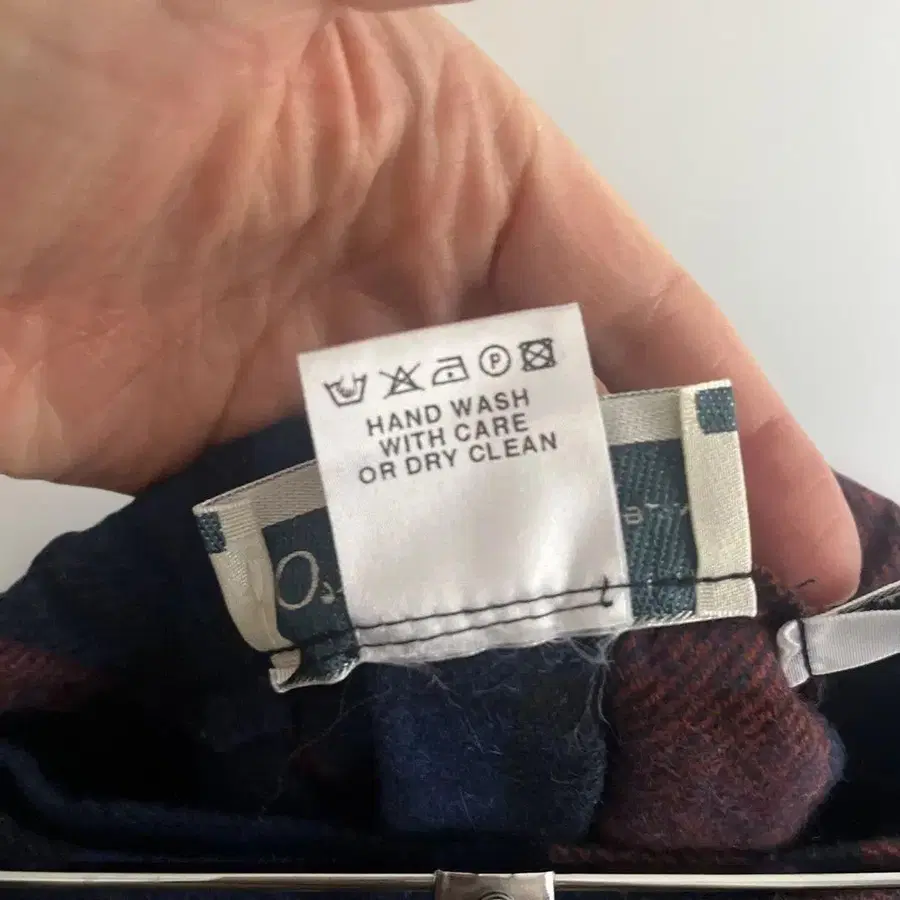 P
HAND WASH
WITH CARE
OR DRY CLEAN